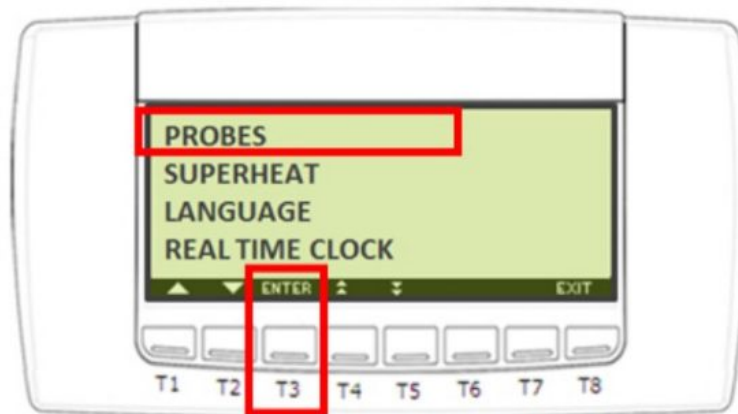 PROBES
SUPERHEAT
LANGUAGE
REAL TIME CLOCK
ENTER EXIT
T1 T2 T3 T4 T5 T6 T7 T8